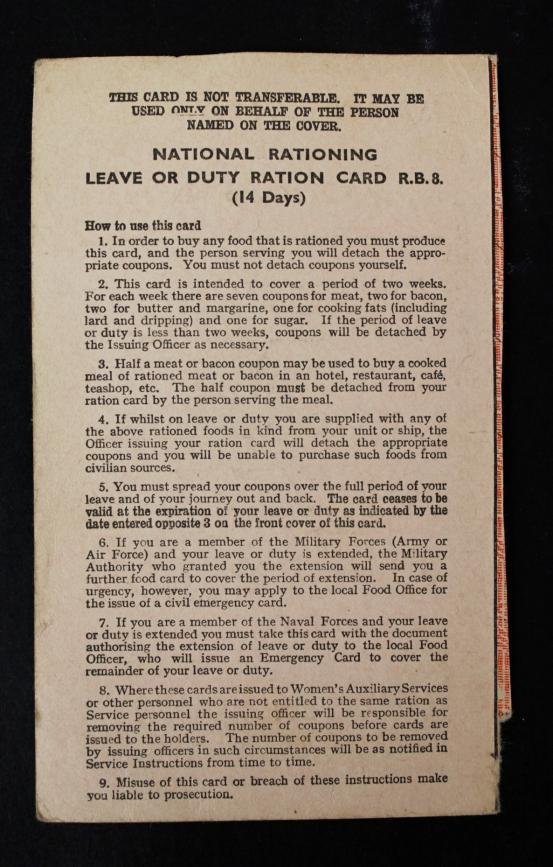 THIS CARD IS NOT TRANSFERABLE. IT MAY BE
USED ONLY ON BEHALF OF THE PERSON
NAMED ON THE COVER.
NATIONAL RATIONING
LEAVE OR DUTY RATION CARD R.B.8.
(14 Days)
How to use this card
1. In order to buy any food that is rationed you must produce
this card, and the person serving you will detach the appro-
priate coupons. You must not detach coupons yourself.
2. This card is intended to cover a period of two weeks.
For each week there are seven coupons for meat, two for bacon,
two for butter and margarine, one for cooking fats (including
lard and dripping) and one for sugar. If the period of leave
or duty is less than two weeks, coupons will be detached by
the Issuing Officer as necessary.
3. Half a meat or bacon coupon may be used to buy a cooked
meal of rationed meat or bacon in an hotel, restaurant, café,
teashop, etc. The half coupon must be detached from your
ration card by the person serving the meal.
4. If whilst on leave or duty you are supplied with any of
the above rationed foods in kind from your unit or ship, the
Officer issuing your ration card will detach the appropriate
coupons and you will be unable to purchase such foods from
civilian sources.
5. You must spread your coupons over the full period of your
leave and of your journey out and back. The card ceases to be
valid at the expiration of your leave or duty as indicated by the
date entered opposite 3 on the front cover of this card.
6. If you are a member of the Military Forces (Army or
Air Force) and your leave or duty is extended, the Military
Authority who granted you the extension will send you a
further food card to cover the period of extension. In case of
urgency, however, you may apply to the local Food Office for
the issue of a civil emergency card.
7. If you are a member of the Naval Forces and your leave
or duty is extended you must take this card with the document
authorising the extension of leave or duty to the local Food
Officer, who will issue an Emergency Card to cover the
remainder of your leave or duty.
8. Where these cards are issued to Women's Auxiliary Services
or other personnel who are not entitled to the same ration as
Service personnel the issuing officer will be responsible for
removing the required number of coupons before cards are
issued to the holders. The number of coupons to be removed
by issuing officers in such circumstances will be as notified in
Service Instructions from time to time.
9. Misuse of this card or breach of these instructions make
you liable to prosecution.